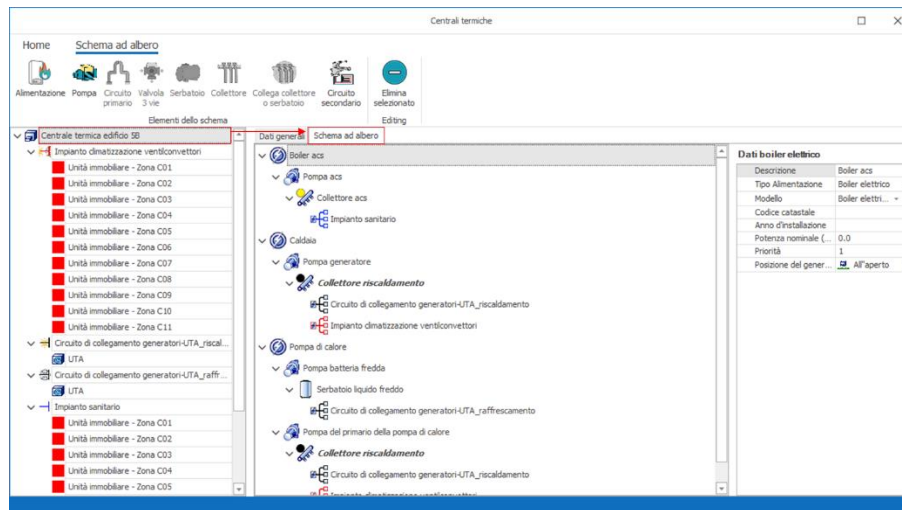 Centrali termiche
Home Schema ad albero
Alimentazione Pompa Circuito primario Valvola 3 vie Serbatoio Collettore Collega collettore o serbatoio Circuito secondario Elimina selezionato
Elementi dello schema Editing
Centrale termica edificio SB
Impianto climatizzazione ventilconvettori
Unità immobiliare - Zona C01
Unità immobiliare - Zona C02
Unità immobiliare - Zona C03
Unità immobiliare - Zona C04
Unità immobiliare - Zona C05
Unità immobiliare - Zona C06
Unità immobiliare - Zona C07
Unità immobiliare - Zona C08
Unità immobiliare - Zona C09
Unità immobiliare - Zona C10
Unità immobiliare - Zona C11
Circuito di collegamento generatori-UTA_riscal...
UTA
Circuito di collegamento generatori-UTA_raffr...
UTA
Impianto sanitario
Unità immobiliare - Zona C01
Unità immobiliare - Zona C02
Unità immobiliare - Zona C03
Unità immobiliare - Zona C04
Unità immobiliare - Zona C05
Dati generali Schema ad albero
Boiler acs
Pompa acs
Collettore acs
Impianto sanitario
Caldaia
Pompa generatore
Collettore riscaldamento
Circuito di collegamento generatori-UTA_riscaldamento
Impianto climatizzazione ventilconvettori
Pompa di calore
Pompa batteria fredda
Serbatoio liquido freddo
Circuito di collegamento generatori-UTA_raffrescamento
Pompa del primario della pompa di calore
Collettore riscaldamento
Circuito di collegamento generatori-UTA_riscaldamento
Impianto climatizzazione ventilconvettori
Dati boiler elettrico
Descrizione Boiler acs
Tipo Alimentazione Boiler elettrico
Modello Boiler elettri...
Codice catastale
Anno d'installazione
Potenza nominale (... 0.0
Priorità 1
Posizione del gener... All'aperto